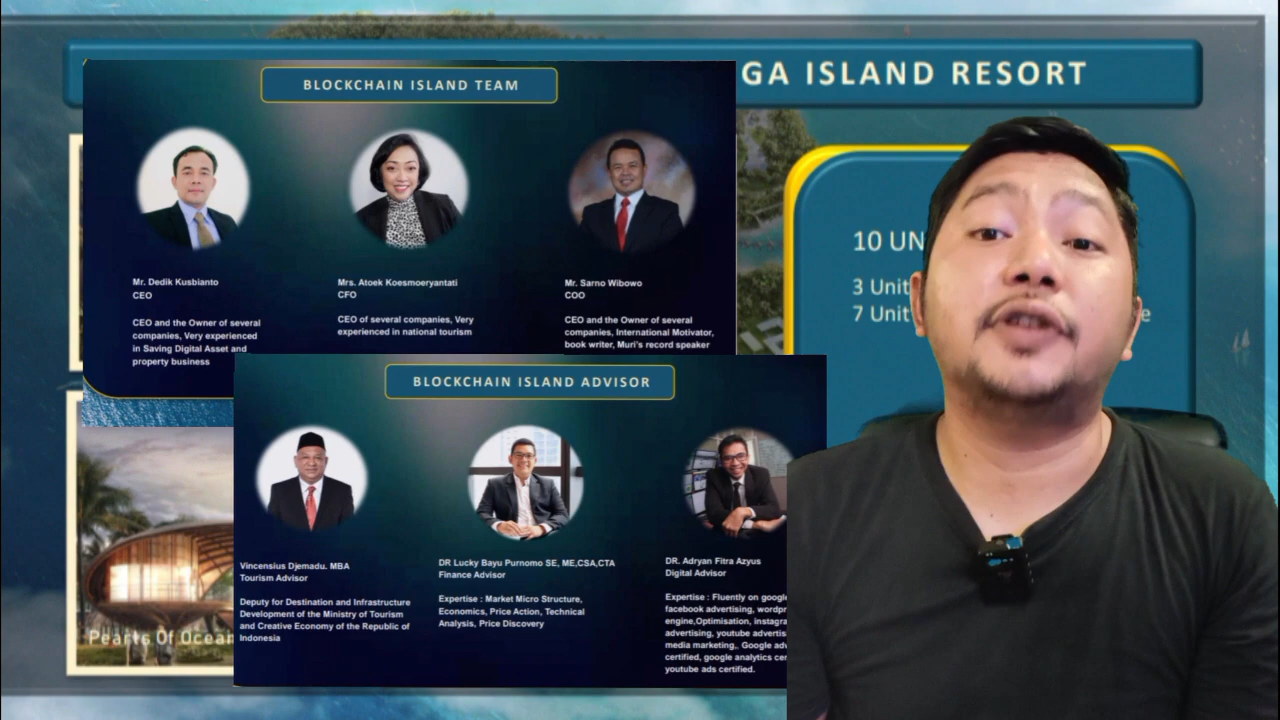 GA ISLAND RESORT
BLOCKCHAIN ISLAND TEAM
Mr. Dedik Kusbianto
CEO
CEO and the Owner of several
companies, Very experienced
in Saving Digital Asset and
property business
Mrs. Atoek Koesmoeryantati
CFO
CEO of several companies, Very
experienced in national tourism
Mr. Sarno Wibowo
COO
CEO and the Owner of several
companies, International Motivator,
book writer, Muri's record speaker
10 UN
3 Unit
7 Unit
e
BLOCKCHAIN ISLAND ADVISOR
Vincensius Djemadu. MBA
Tourism Advisor
Deputy for Destination and Infrastructure
Development of the Ministry of Tourism
and Creative Economy of the Republic of
Indonesia
DR Lucky Bayu Purnomo SE, ME,CSA,CTA
Finance Advisor
Expertise : Market Micro Structure,
Economics, Price Action, Technical
Analysis, Price Discovery
DR. Adryan Fitra Azyus
Digital Advisor
Expertise : Fluently on google
facebook advertising, wordpr
engine,Optimisation, instagra
advertising, youtube advertis
media marketing,. Google adv
certified, google analytics cer
youtube ads certified.
Pearls Of Ocean